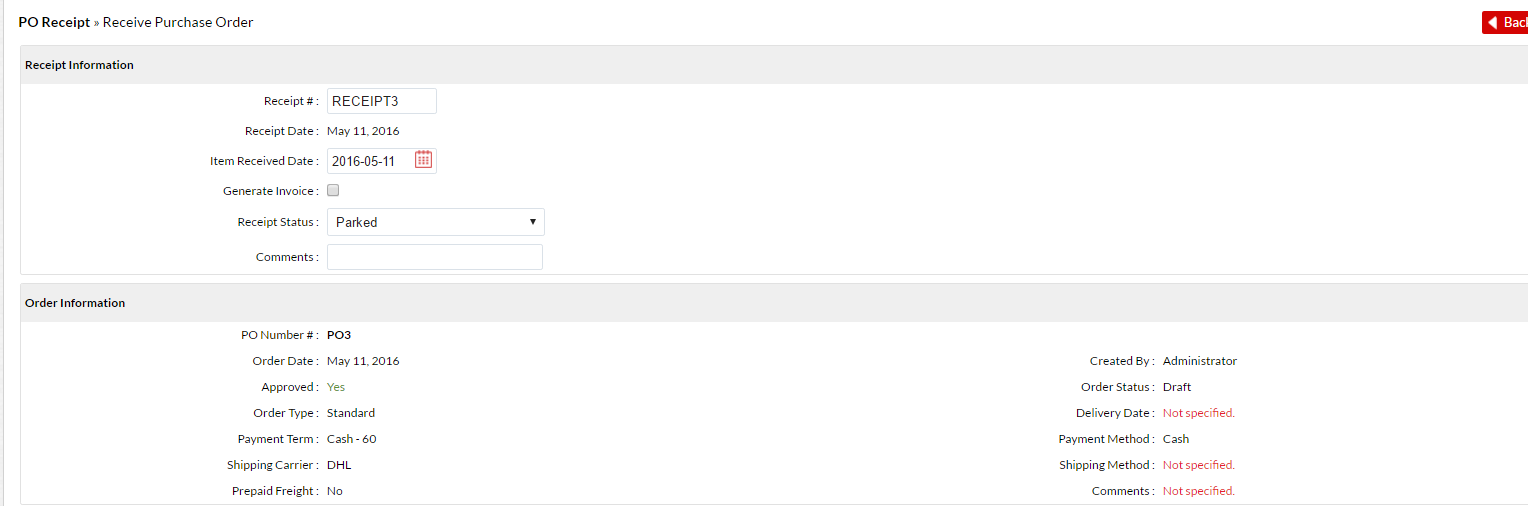 PO Receipt » Receive Purchase Order
Back
Receipt Information
Receipt # : RECEIPT3
Receipt Date : May 11, 2016
Item Received Date : 2016-05-11
Generate Invoice :
Receipt Status : Parked
Comments :
Order Information
PO Number # : PO3
Order Date : May 11, 2016 Created By : Administrator
Approved : Yes Order Status : Draft
Order Type : Standard Delivery Date : Not specified.
Payment Term : Cash - 60 Payment Method : Cash
Shipping Carrier : DHL Shipping Method : Not specified.
Prepaid Freight : No Comments : Not specified.